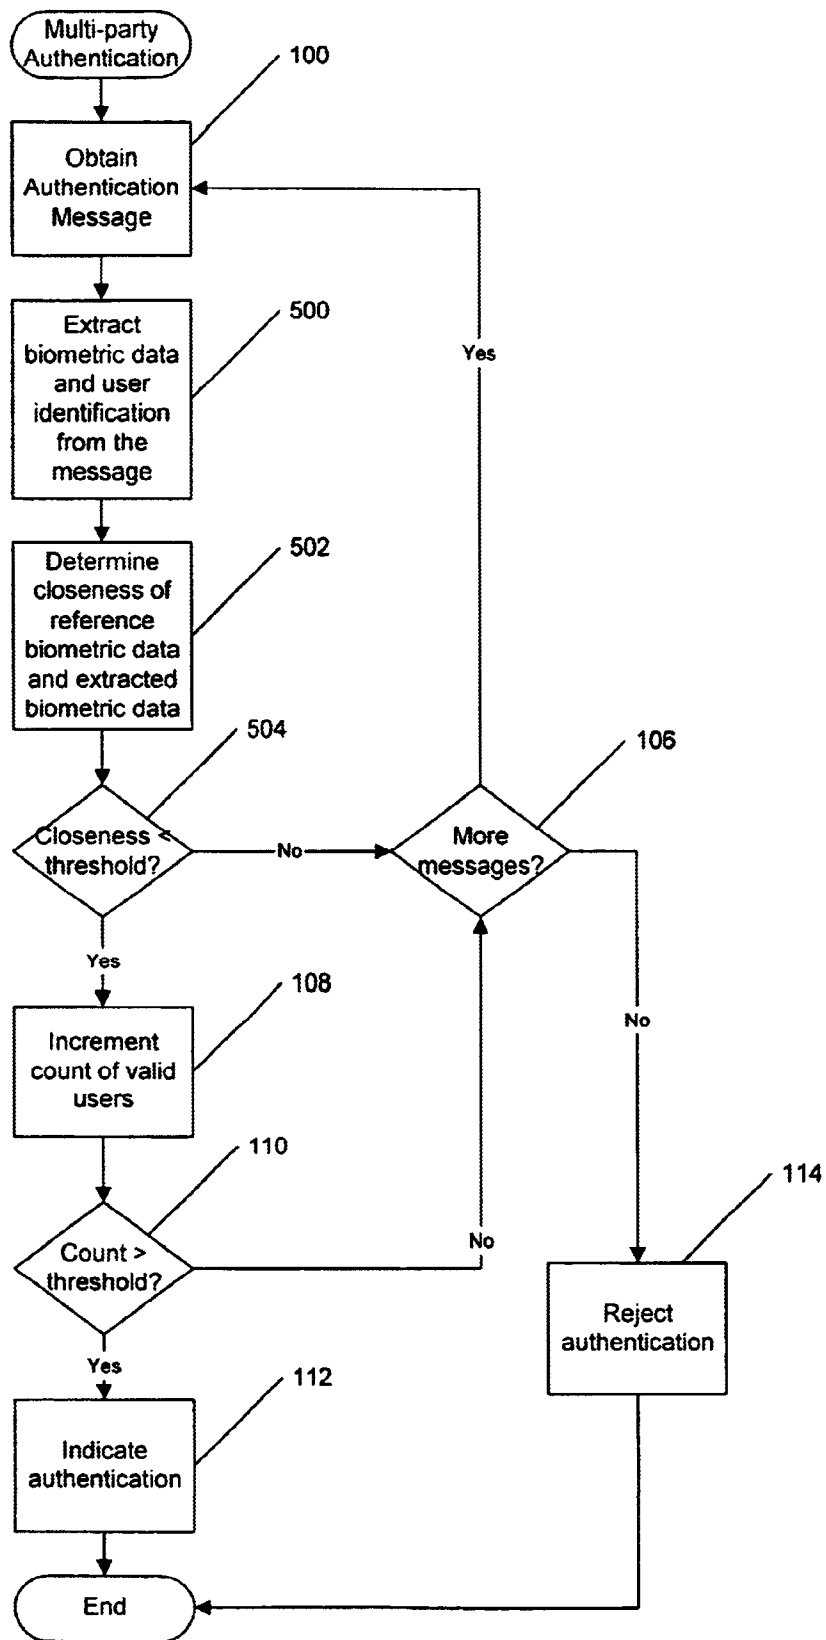 Multi-party
Authentication
100
Obtain
Authentication
Message
500
Extract
biometric data
and user
identification
from the
message
Yes
502
Determine
closeness of
reference
biometric data
and extracted
biometric data
504
106
Closeness <
threshold?
No
More
messages?
Yes
108
No
Increment
count of valid
users
110
114
No
Count >
threshold?
Reject
authentication
Yes
112
Indicate
authentication
End